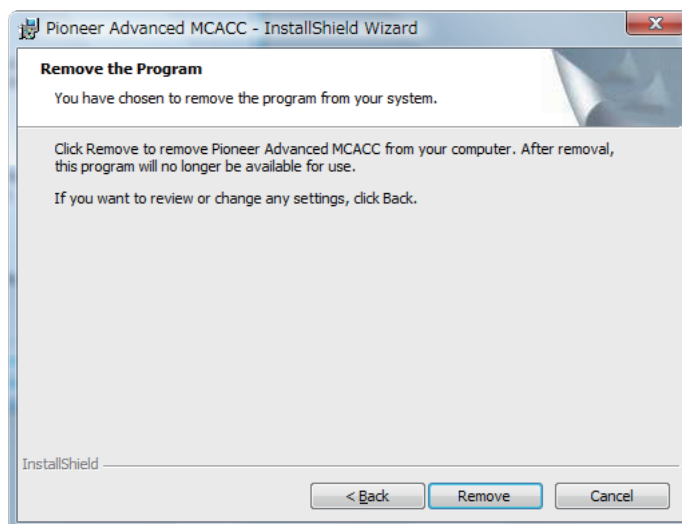 Pioneer Advanced MCACC - InstallShield Wizard
Remove the Program
You have chosen to remove the program from your system.
Click Remove to remove Pioneer Advanced MCACC from your computer. After removal,
this program will no longer be available for use.
If you want to review or change any settings, click Back.
InstallShield
< Back Remove Cancel